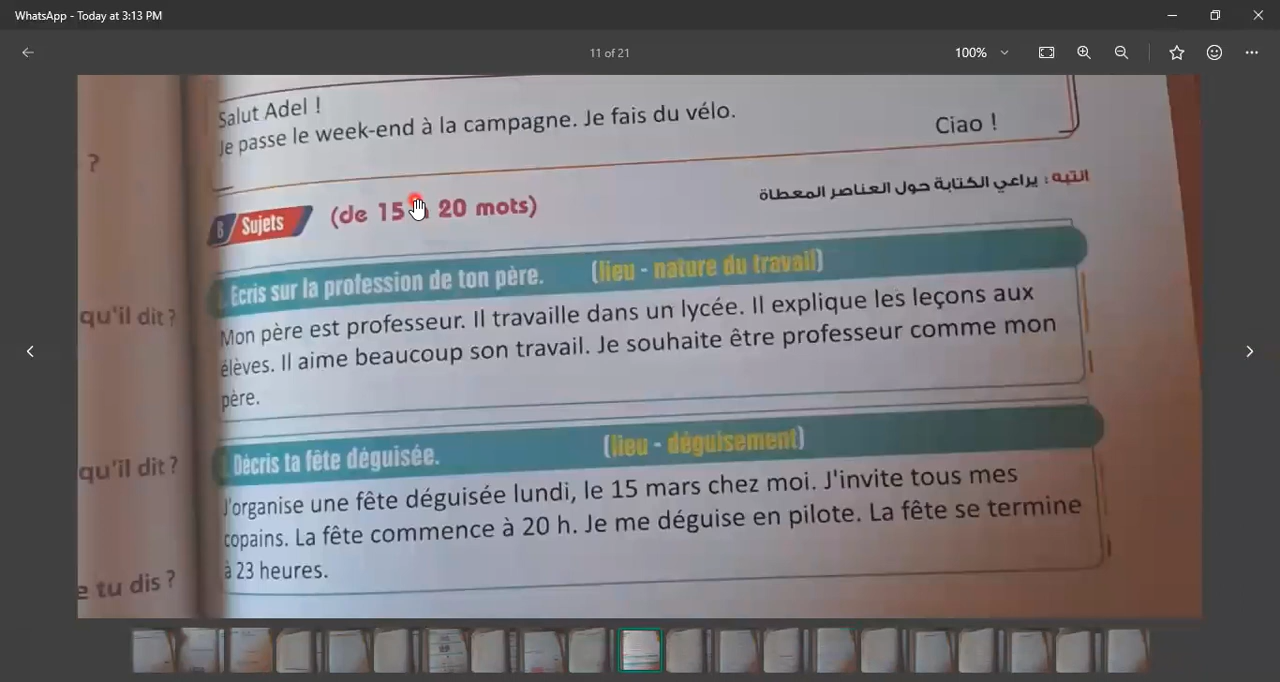 WhatsApp - Today at 3:13 PM
11 of 21
100%
Salut Adel !
Je passe le week-end à la campagne. Je fais du vélo.
Ciao !
?
انتبه : يراعي الكتابة حول العناصر المعطاة
B Sujets (de 15 20 mots)
Écris sur la profession de ton père. (lieu - nature du travail)
Mon père est professeur. Il travaille dans un lycée. Il explique les leçons aux
élèves. Il aime beaucoup son travail. Je souhaite être professeur comme mon
père.
qu'il dit ?
Décris ta fête déguisée. (lieu - déguisement)
J'organise une fête déguisée lundi, le 15 mars chez moi. J'invite tous mes
copains. La fête commence à 20 h. Je me déguise en pilote. La fête se termine
à 23 heures.
qu'il dit ?
e tu dis ?